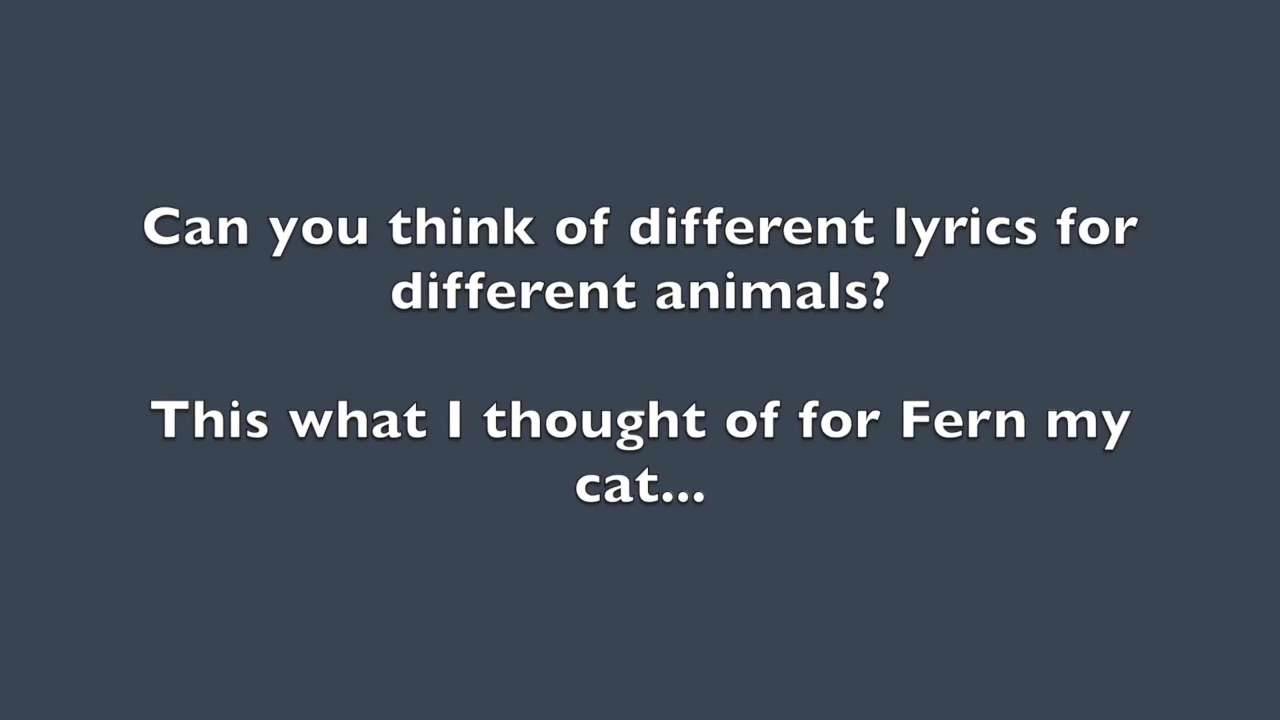 Can you think of different lyrics for
different animals?
This what I thought of for Fern my
cat...